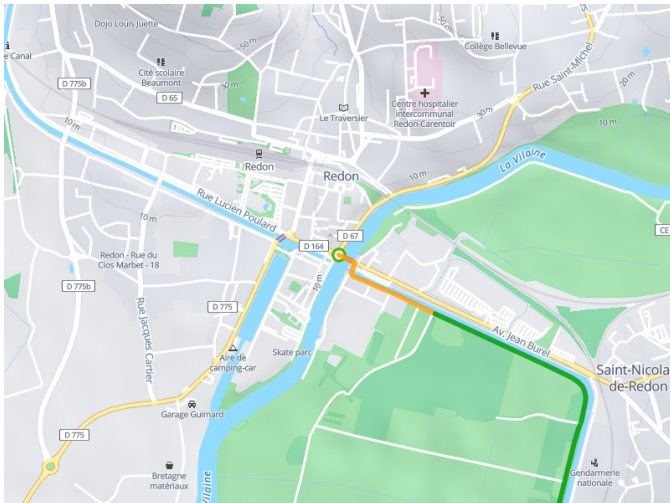 Dojo Louis Juette
e Canal
50 m
50 m
Collège Bellevue
Rue Saint-Michel
20 m
Cité scolaire
Beaumont
D 775b
D 65
Centre hospitalier
intercommunal
Redon-Carentoir
Le Traversier
30 m
10 m
10 m
Redon
Redon
La Vilaine
10 m
Rue Lucien Poulard
10 m
D 67
D 164
CE
Redon - Rue du
Clos Marbet - 18
10 m
D 775b
Rue Jacques Cartier
D 775
Av. Jean Burel
Skate parc
Aire de
camping-car
Saint-Nicola
de-Redon
Garage Guimard
D 775
Bretagne
matériaux
Vilaine
Gendarmerie
nationale